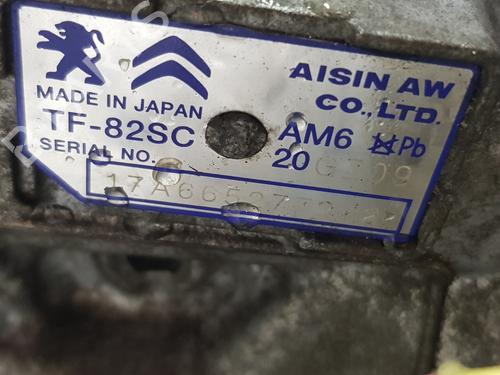 AISIN AW
CO., LTD.
MADE IN JAPAN
TF-82SC
AM6 Pb
SERIAL NO.
20